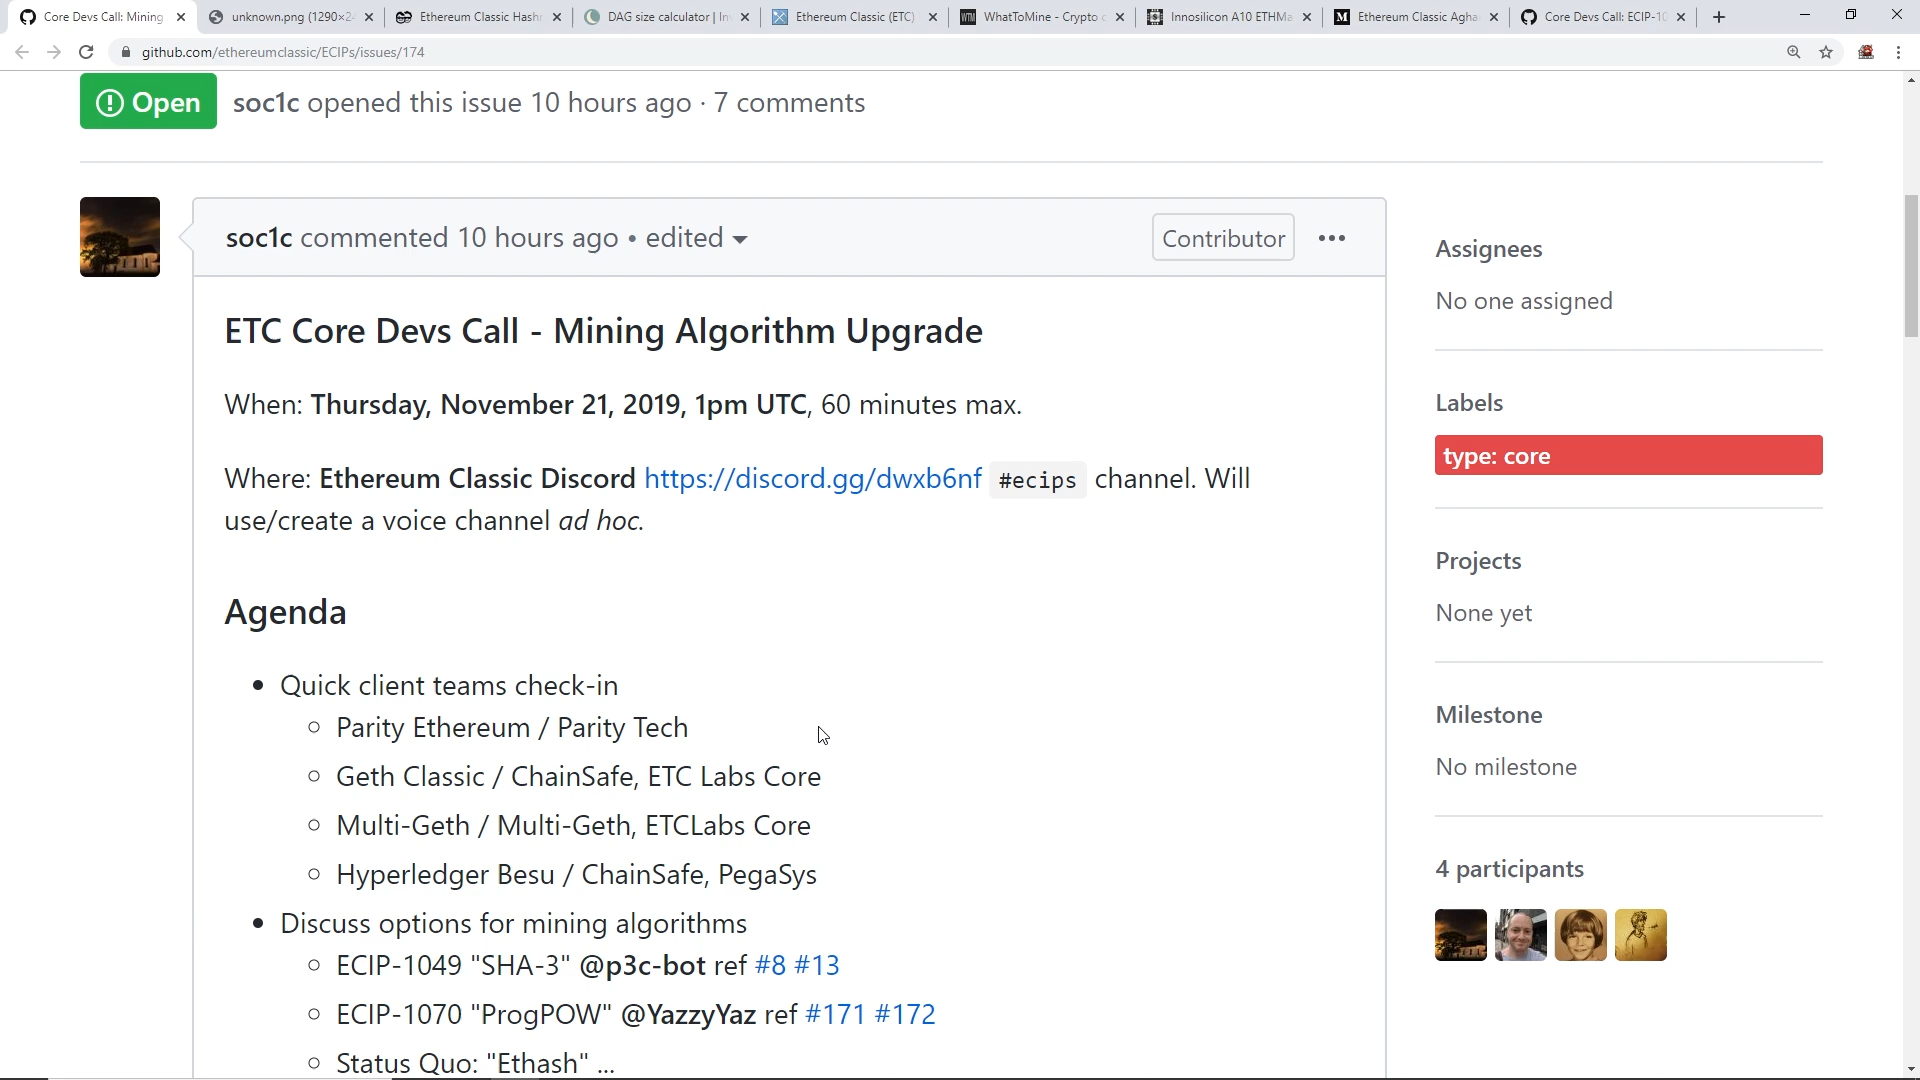 Core Devs Call: Mining
unknown.png (1290×2
Ethereum Classic Hashr
DAG size calculator | In
Ethereum Classic (ETC)
WhatToMine - Crypto c
Innosilicon A10 ETHMa
Ethereum Classic Agha
Core Devs Call: ECIP-10
github.com/ethereumclassic/ECIPs/issues/174
Open soc1c opened this issue 10 hours ago · 7 comments
soc1c commented 10 hours ago • edited
Contributor
ETC Core Devs Call - Mining Algorithm Upgrade
When: Thursday, November 21, 2019, 1pm UTC, 60 minutes max.
Where: Ethereum Classic Discord https://discord.gg/dwxb6nf #ecips channel. Will
use/create a voice channel ad hoc.
Agenda
• Quick client teams check-in
○ Parity Ethereum / Parity Tech
○ Geth Classic / ChainSafe, ETC Labs Core
○ Multi-Geth / Multi-Geth, ETCLabs Core
○ Hyperledger Besu / ChainSafe, PegaSys
• Discuss options for mining algorithms
○ ECIP-1049 "SHA-3" @p3c-bot ref #8 #13
○ ECIP-1070 "ProgPOW" @YazzyYaz ref #171 #172
○ Status Quo: "Ethash" ...
Assignees
No one assigned
Labels
type: core
Projects
None yet
Milestone
No milestone
4 participants